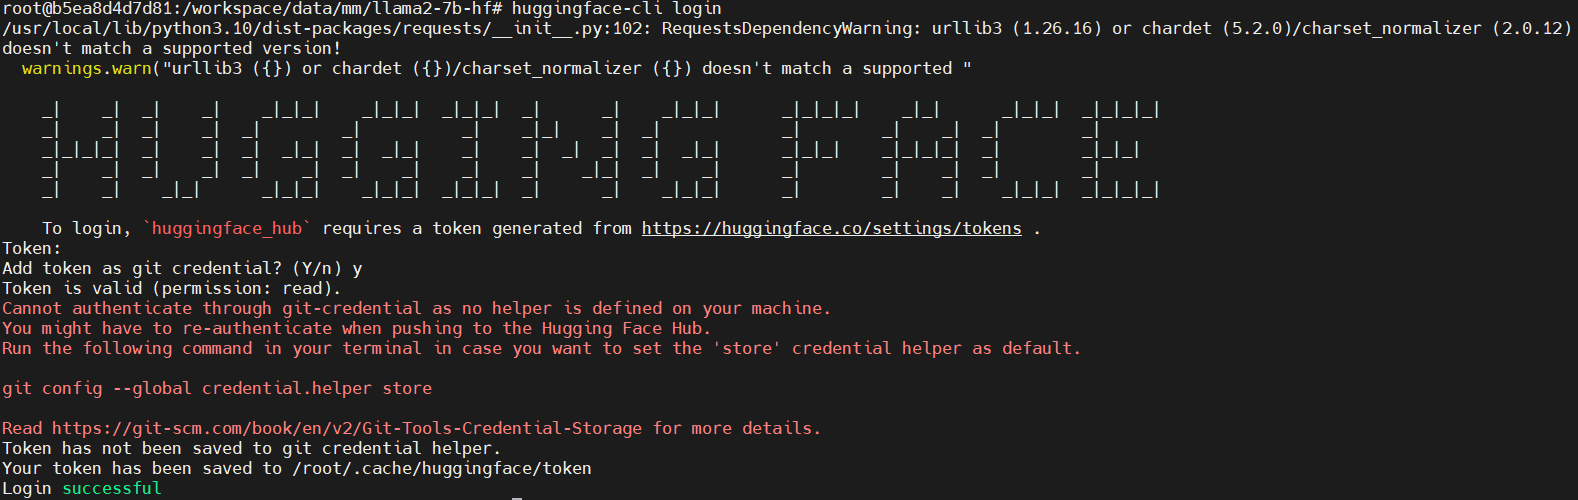 root@b5ea8d4d7d81:/workspace/data/mm/llama2-7b-hf# huggingface-cli login
/usr/local/lib/python3.10/dist-packages/requests/__init__.py:102: RequestsDependencyWarning: urllib3 (1.26.16) or chardet (5.2.0)/charset_normalizer (2.0.12)
doesn't match a supported version!
warnings.warn("urllib3 ({}) or chardet ({})/charset_normalizer ({}) doesn't match a supported "
HUGGING FACE
To login, `huggingface_hub` requires a token generated from https://huggingface.co/settings/tokens .
Token:
Add token as git credential? (Y/n) y
Token is valid (permission: read).
Cannot authenticate through git-credential as no helper is defined on your machine.
You might have to re-authenticate when pushing to the Hugging Face Hub.
Run the following command in your terminal in case you want to set the 'store' credential helper as default.
git config --global credential.helper store
Read https://git-scm.com/book/en/v2/Git-Tools-Credential-Storage for more details.
Token has not been saved to git credential helper.
Your token has been saved to /root/.cache/huggingface/token
Login successful